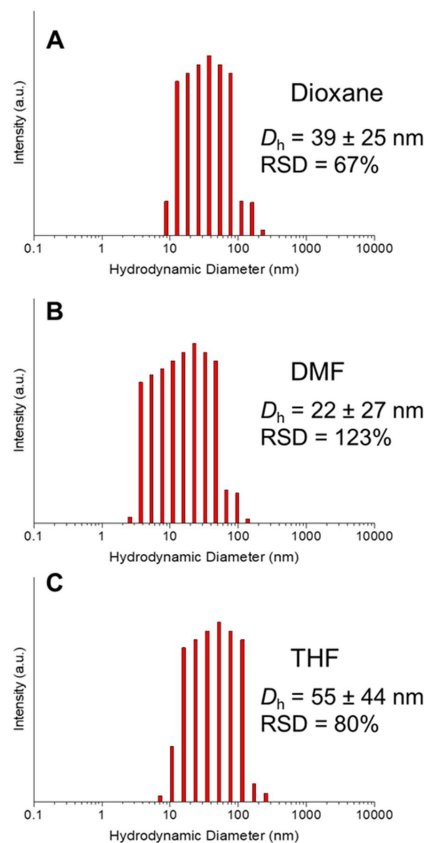 A
Intensity (a.u.)
Dioxane
Dh = 39 ± 25 nm
RSD = 67%
0.1 1 10 100 1000 10000
Hydrodynamic Diameter (nm)
B
Intensity (a.u.)
DMF
Dh = 22 ± 27 nm
RSD = 123%
0.1 1 10 100 1000 10000
Hydrodynamic Diameter (nm)
C
Intensity (a.u.)
THF
Dh = 55 ± 44 nm
RSD = 80%
0.1 1 10 100 1000 10000
Hydrodynamic Diameter (nm)